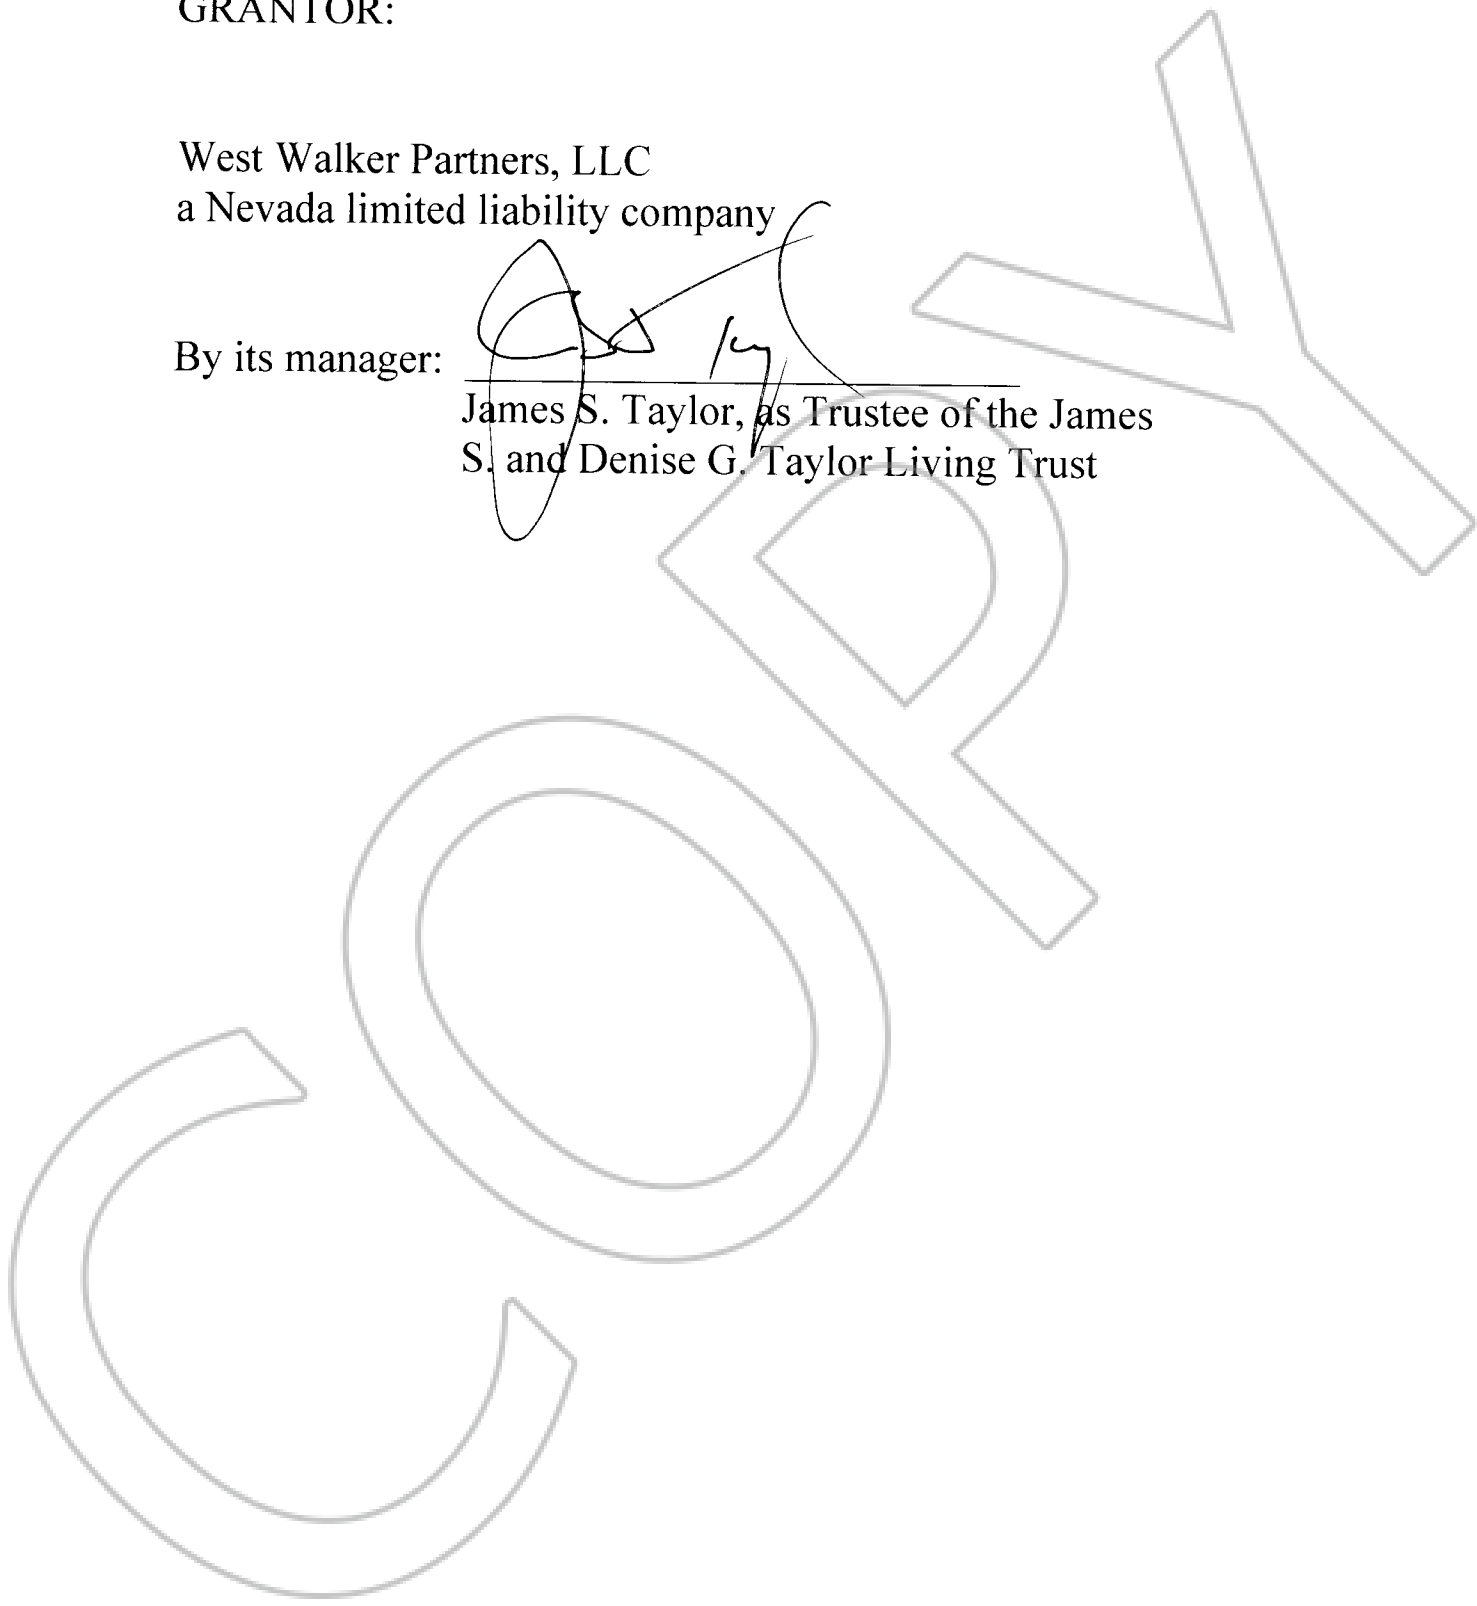 GRANTOR:
West Walker Partners, LLC
a Nevada limited liability company
By its manager:
James S. Taylor, as Trustee of the James
S. and Denise G. Taylor Living Trust
COPY